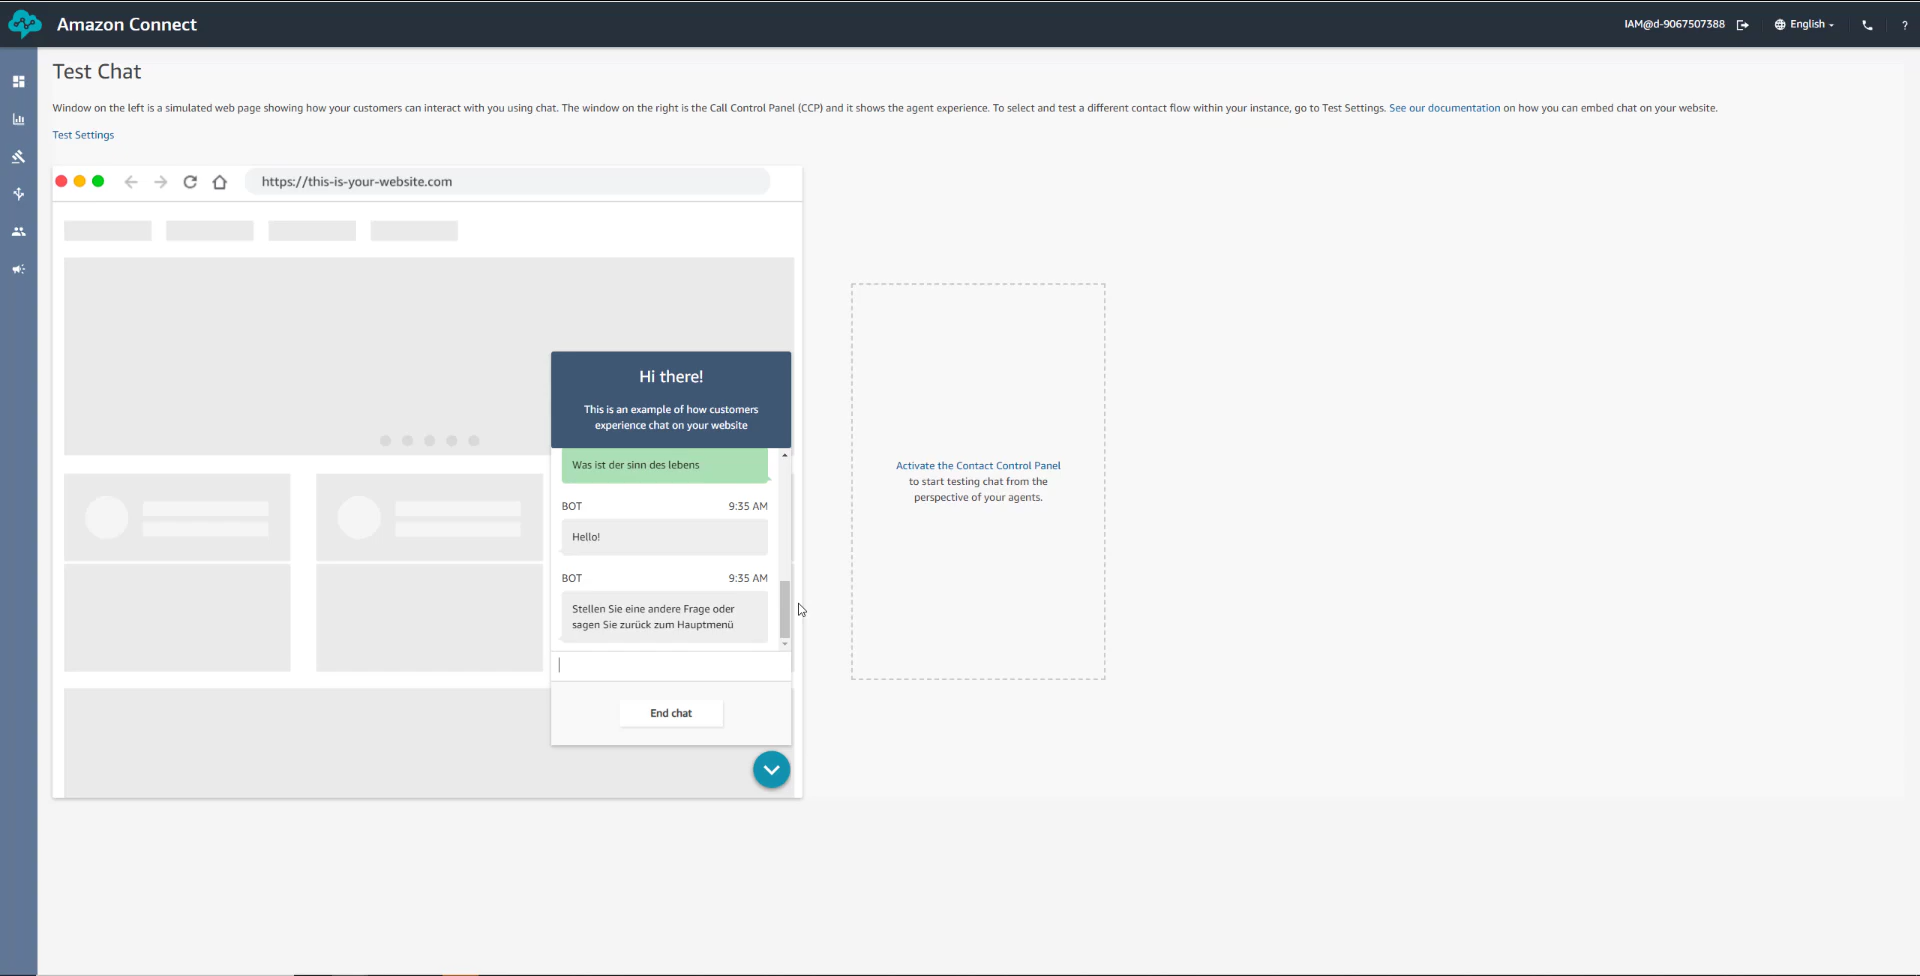 Amazon Connect
IAM@d-9067507388
English
?
Test Chat
Window on the left is a simulated web page showing how your customers can interact with you using chat. The window on the right is the Call Control Panel (CCP) and it shows the agent experience. To select and test a different contact flow within your instance, go to Test Settings. See our documentation on how you can embed chat on your website.
Test Settings
https://this-is-your-website.com
Hi there!
This is an example of how customers
experience chat on your website
Was ist der sinn des lebens
BOT 9:35 AM
Hello!
BOT 9:35 AM
Stellen Sie eine andere Frage oder
sagen Sie zurück zum Hauptmenü
End chat
Activate the Contact Control Panel
to start testing chat from the
perspective of your agents.